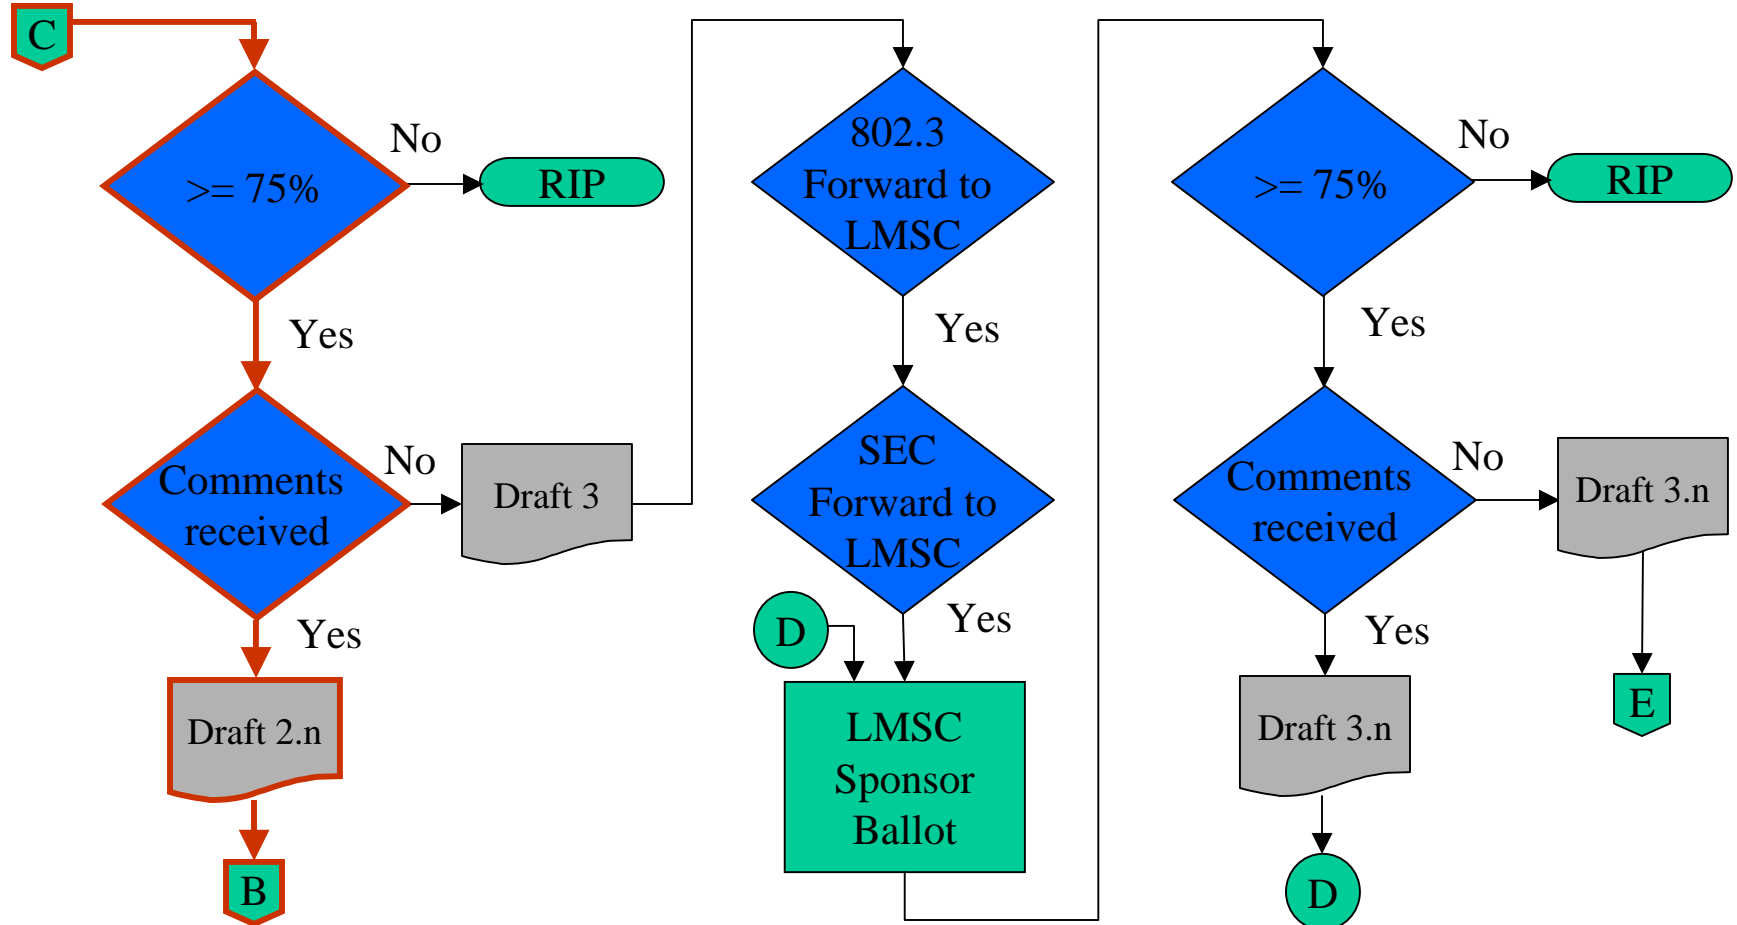 C
>= 75%
No
RIP
Yes
Comments
received
No
Draft 3
Yes
Draft 2.n
B
802.3
Forward to
LMSC
Yes
SEC
Forward to
LMSC
Yes
D
LMSC
Sponsor
Ballot
>= 75%
No
RIP
Yes
Comments
received
No
Draft 3.n
E
Yes
Draft 3.n
D